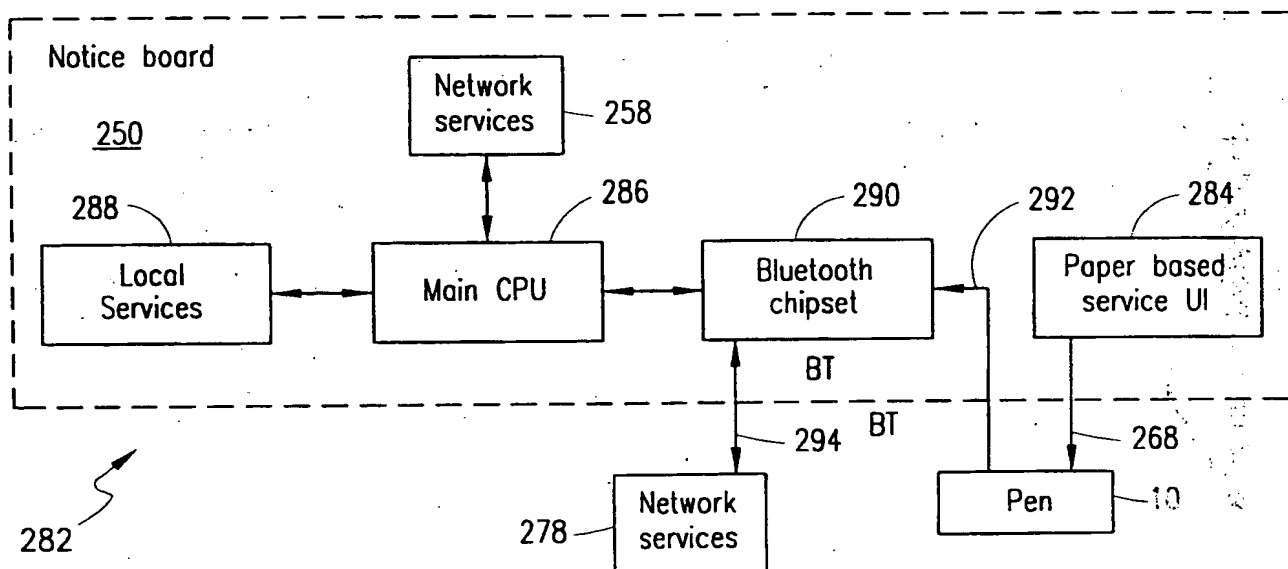 Notice board
250
Network
services
258
288
Local
Services
286
Main CPU
290
Bluetooth
chipset
292
284
Paper based
service UI
BT
BT
294
268
278
Network
services
Pen
10
282